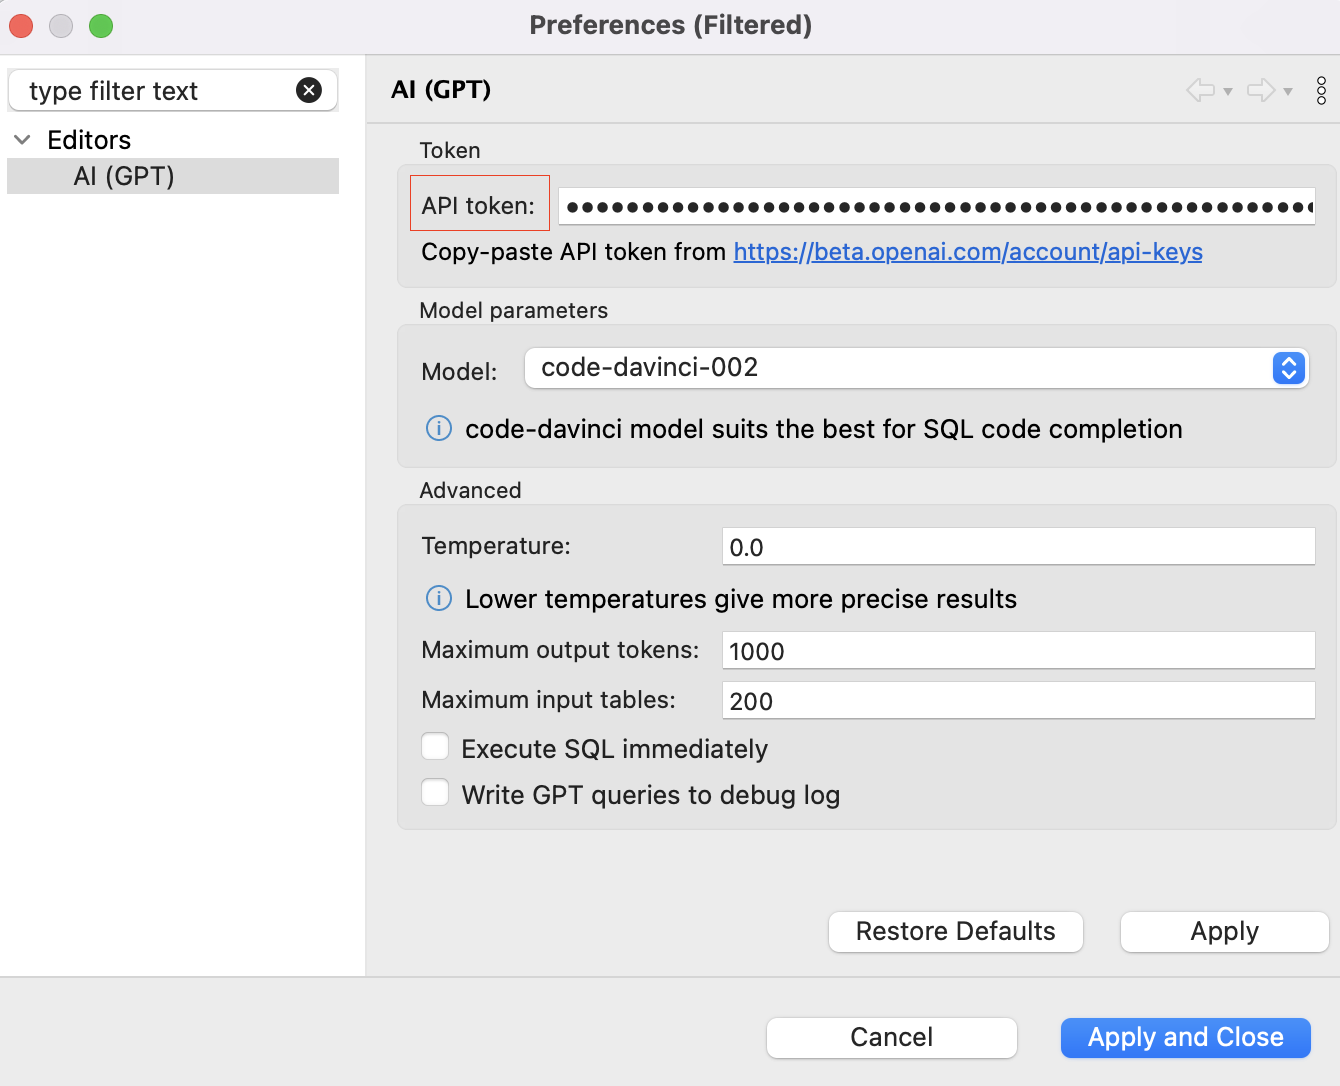 Preferences (Filtered)
type filter text
Editors
AI (GPT)
AI (GPT)
Token
API token:
Copy-paste API token from https://beta.openai.com/account/api-keys
Model parameters
Model: code-davinci-002
code-davinci model suits the best for SQL code completion
Advanced
Temperature: 0.0
Lower temperatures give more precise results
Maximum output tokens: 1000
Maximum input tables: 200
Execute SQL immediately
Write GPT queries to debug log
Restore Defaults Apply
Cancel Apply and Close